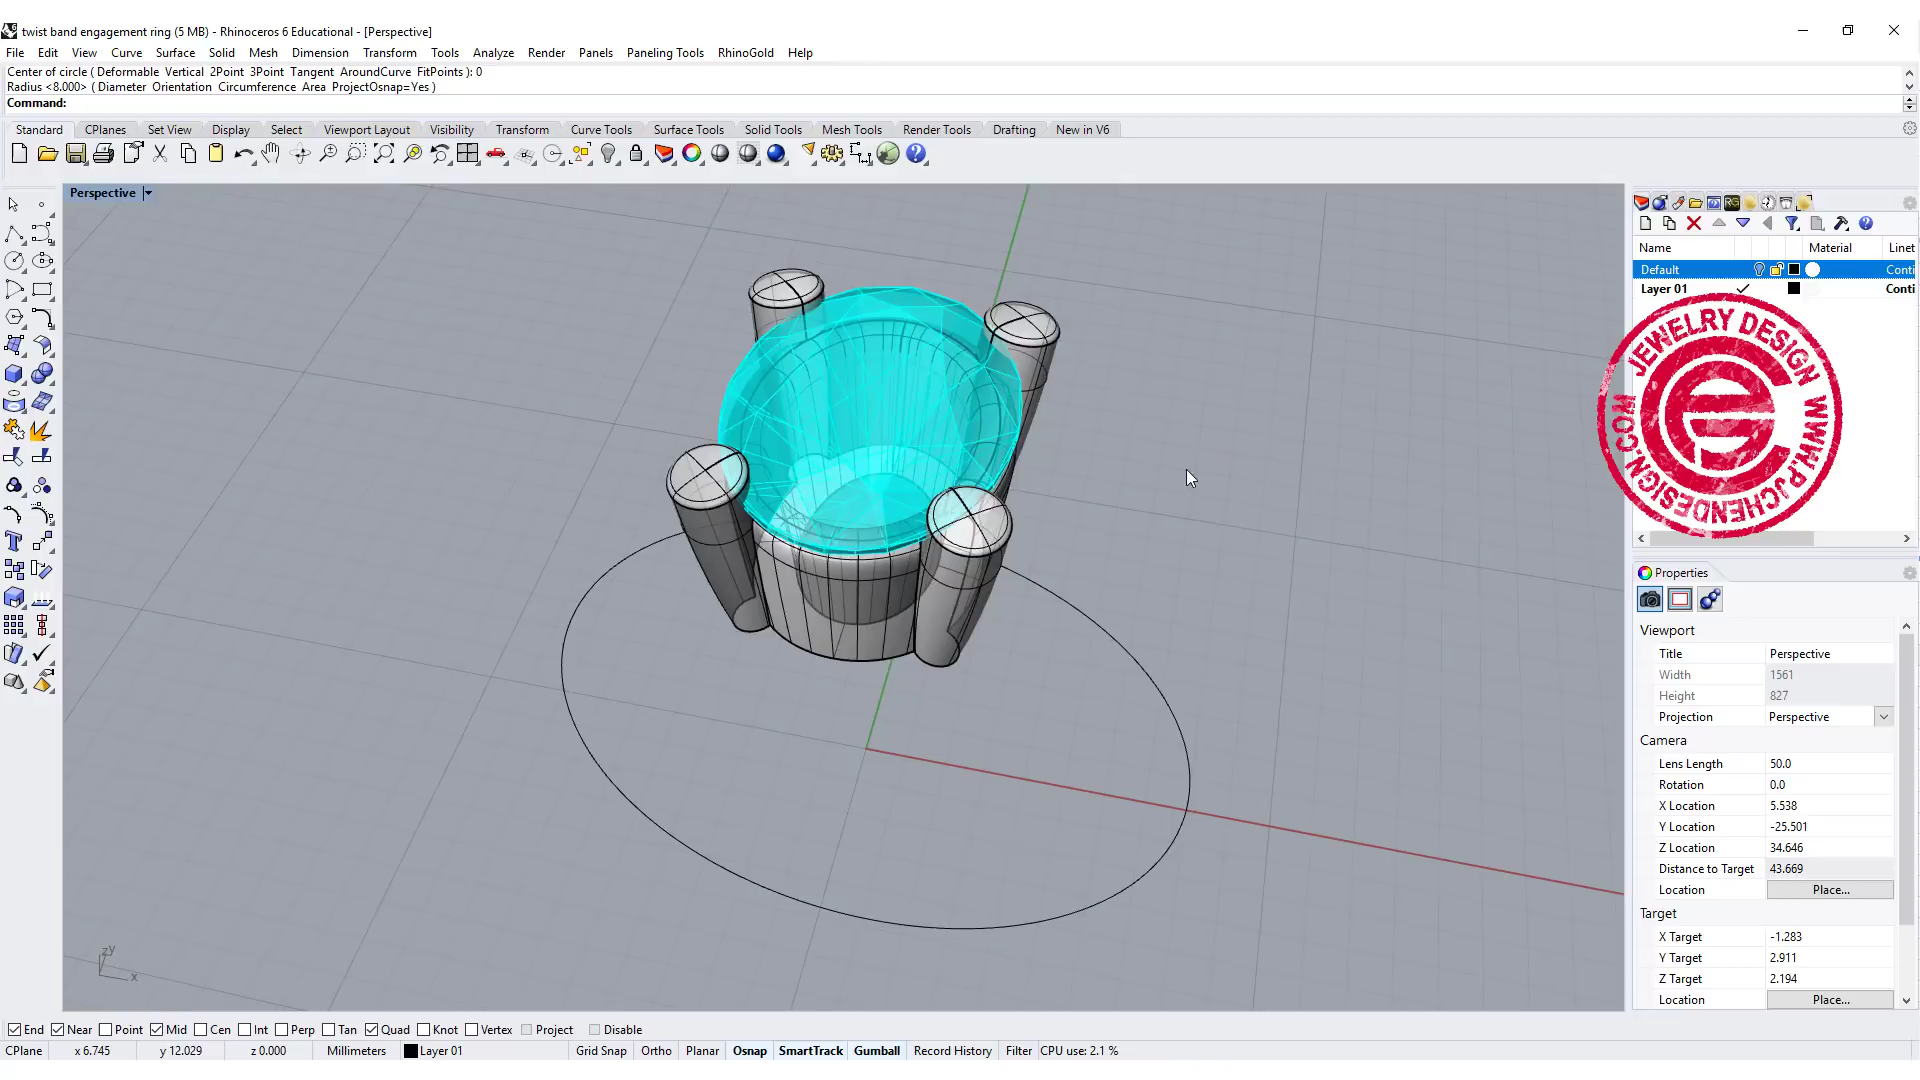 twist band engagement ring (5 MB) - Rhinoceros 6 Educational - [Perspective]
File Edit View Curve Surface Solid Mesh Dimension Transform Tools Analyze Render Panels Paneling Tools RhinoGold Help
Center of circle ( Deformable Vertical 2Point 3Point Tangent AroundCurve FitPoints ): 0
Radius <8.000> ( Diameter Orientation Circumference Area ProjectOsnap=Yes )
Command:
Standard CPlanes Set View Display Select Viewport Layout Visibility Transform Curve Tools Surface Tools Solid Tools Mesh Tools Render Tools Drafting New in V6
Perspective
Name Material Linet
Default Conti
Layer 01 Conti
JEWELRY DESIGN WWW.PJCHENDESIGN.COM
Properties
Viewport
Title Perspective
Width 1561
Height 827
Projection Perspective
Camera
Lens Length 50.0
Rotation 0.0
X Location 5.538
Y Location -25.501
Z Location 34.646
Distance to Target 43.669
Location Place...
Target
X Target -1.283
Y Target 2.911
Z Target 2.194
Location Place...
zy
x
End Near Point Mid Cen Int Perp Tan Quad Knot Vertex Project Disable
CPlane x 6.745 y 12.029 z 0.000 Millimeters Layer 01 Grid Snap Ortho Planar Osnap SmartTrack Gumball Record History Filter CPU use: 2.1 %